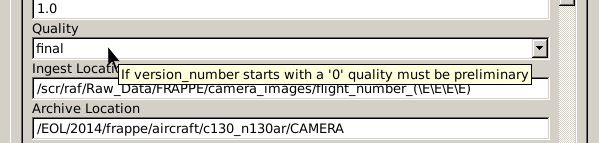 1.0
Quality
final
If version_number starts with a '0' quality must be preliminary
Ingest Locati
/scr/raf/Raw_Data/FRAPPE/camera_images/flight_number_(\E\E\E\E)
Archive Location
/EOL/2014/frappe/aircraft/c130_n130ar/CAMERA